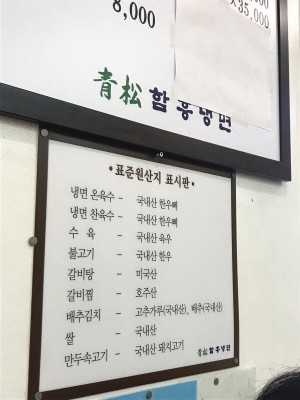 8,000
x35,000
青松 함흥냉면
•표준원산지 표시판•
냉면 온육수 - 국내산 한우뼈
냉면 찬육수 - 국내산 한우뼈
수 육 - 국내산 육우
불고기 - 국내산 한우
갈비탕 - 미국산
갈비찜 - 호주산
배추김치 - 고추가루(국내산), 배추(국내산)
쌀 - 국내산
만두속고기 - 국내산 돼지고기
青松 함흥냉면